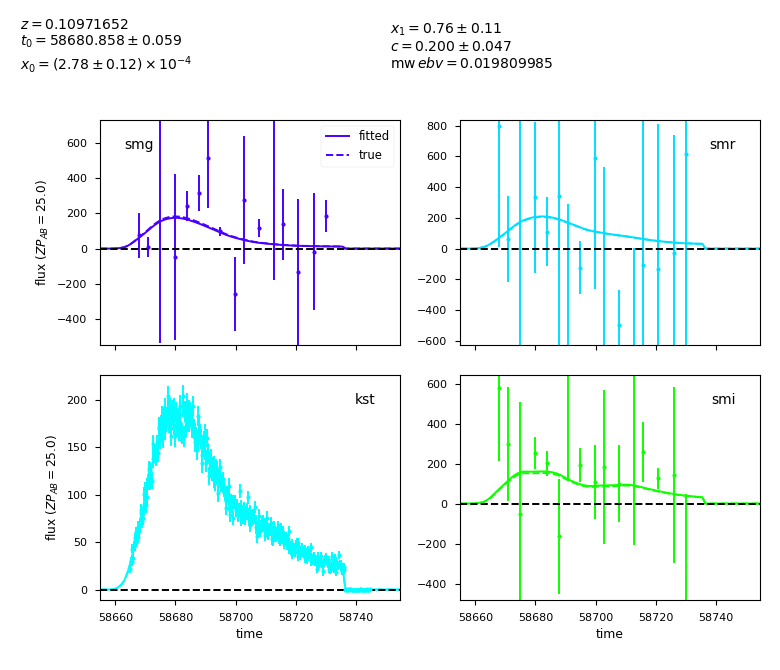 z = 0.10971652
t₀ = 58680.858 ± 0.059
x₀ = (2.78 ± 0.12) × 10⁻⁴
x₁ = 0.76 ± 0.11
c = 0.200 ± 0.047
mw ebv = 0.019809985
smg
fitted
true
600
400
200
0
−200
−400
flux (ZP_AB = 25.0)
smr
800
600
400
200
0
−200
−400
−600
kst
200
150
100
50
0
flux (ZP_AB = 25.0)
58660 58680 58700 58720 58740
time
smi
600
400
200
0
−200
−400
58660 58680 58700 58720 58740
time